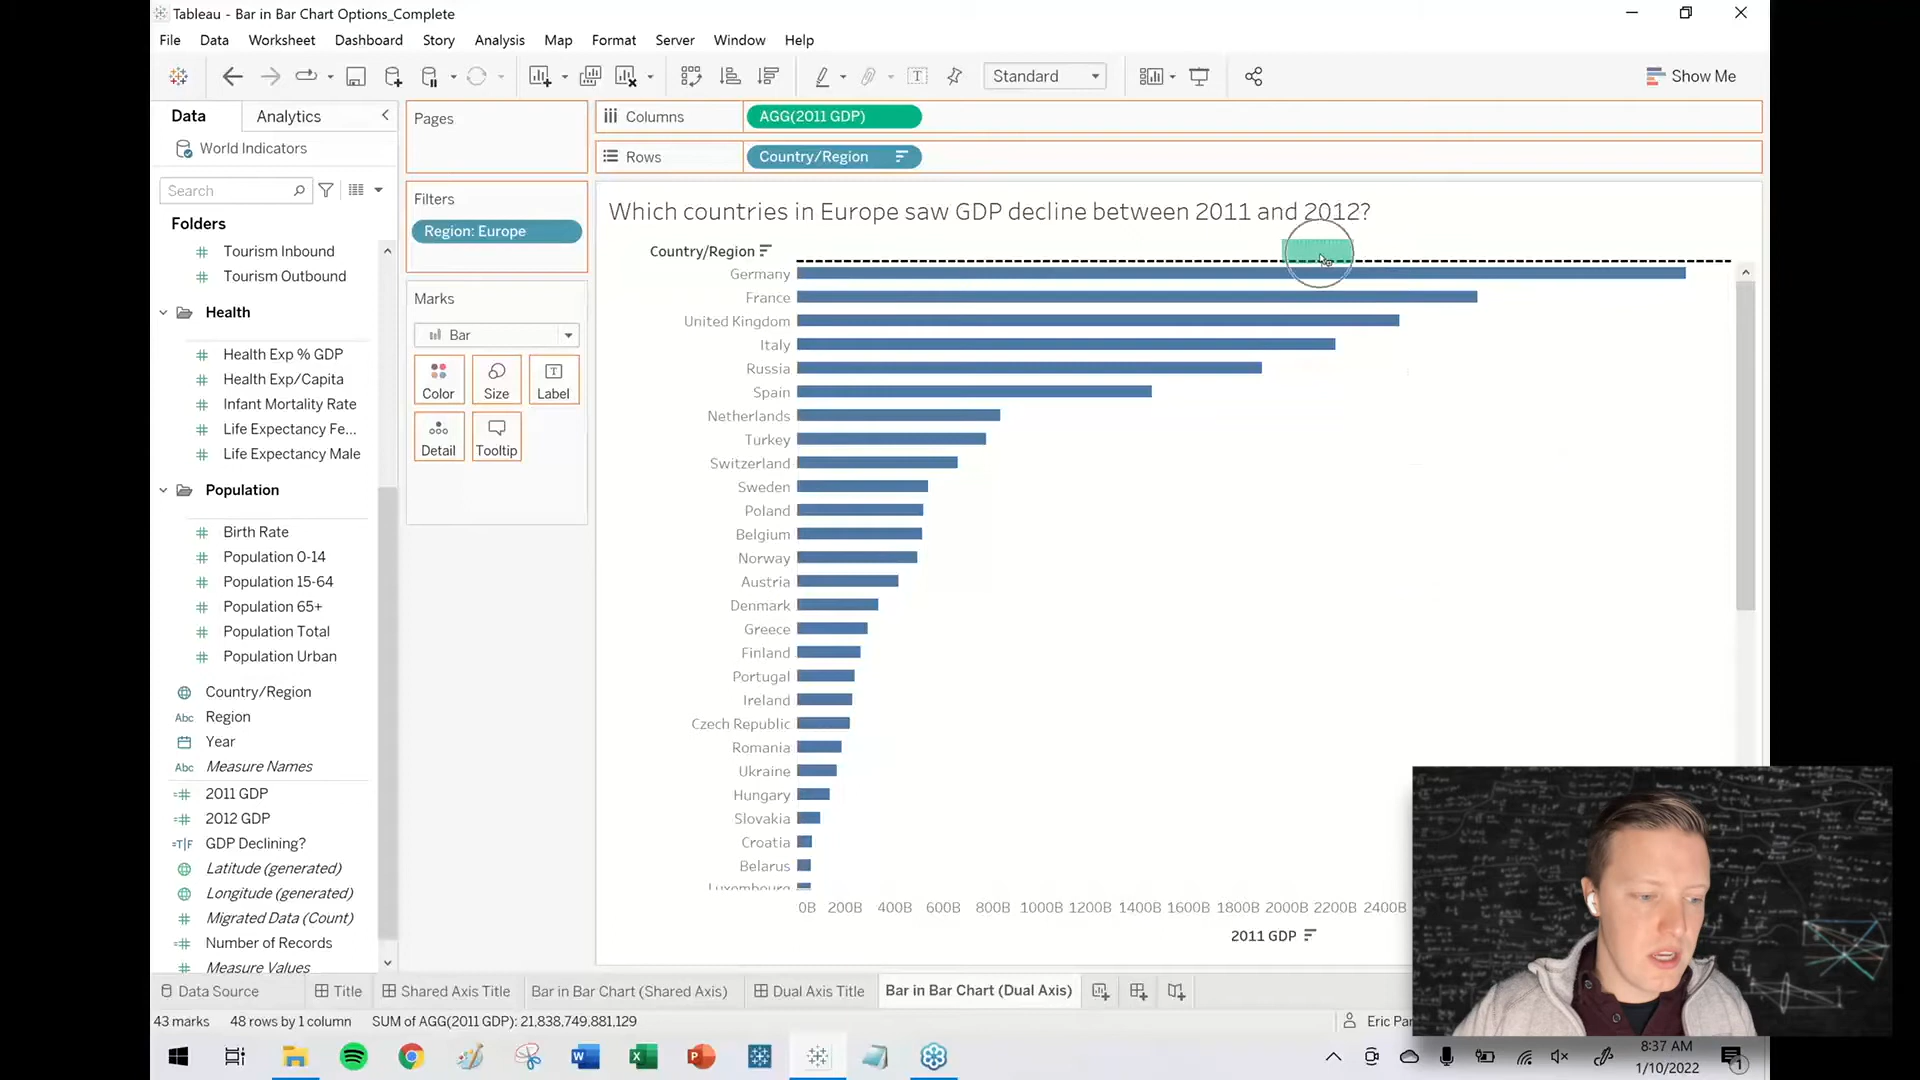 Tableau - Bar in Bar Chart Options_Complete
File Data Worksheet Dashboard Story Analysis Map Format Server Window Help
Standard
Show Me
Data Analytics
World Indicators
Search
Folders
Tourism Inbound
Tourism Outbound
Health
Health Exp % GDP
Health Exp/Capita
Infant Mortality Rate
Life Expectancy Fe...
Life Expectancy Male
Population
Birth Rate
Population 0-14
Population 15-64
Population 65+
Population Total
Population Urban
Country/Region
Abc Region
Year
Abc Measure Names
2011 GDP
2012 GDP
=T|F GDP Declining?
Latitude (generated)
Longitude (generated)
Migrated Data (Count)
Number of Records
Measure Values
Pages
Filters
Region: Europe
Marks
Bar
Color Size Label
Detail Tooltip
Columns AGG(2011 GDP)
Rows Country/Region
Which countries in Europe saw GDP decline between 2011 and 2012?
Country/Region
Germany
France
United Kingdom
Italy
Russia
Spain
Netherlands
Turkey
Switzerland
Sweden
Poland
Belgium
Norway
Austria
Denmark
Greece
Finland
Portugal
Ireland
Czech Republic
Romania
Ukraine
Hungary
Slovakia
Croatia
Belarus
Luxembourg
0B 200B 400B 600B 800B 1000B 1200B 1400B 1600B 1800B 2000B 2200B 2400B
2011 GDP
Data Source Title Shared Axis Title Bar in Bar Chart (Shared Axis) Dual Axis Title Bar in Bar Chart (Dual Axis)
43 marks 48 rows by 1 column SUM of AGG(2011 GDP): 21,838,749,881,129
Eric Par
8:37 AM
1/10/2022
1